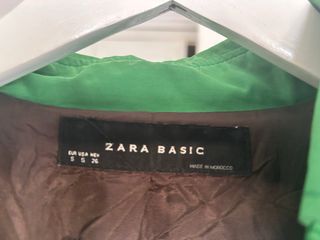 ZARA BASIC
EUR USA MEX
S S 26
MADE IN MOROCCO